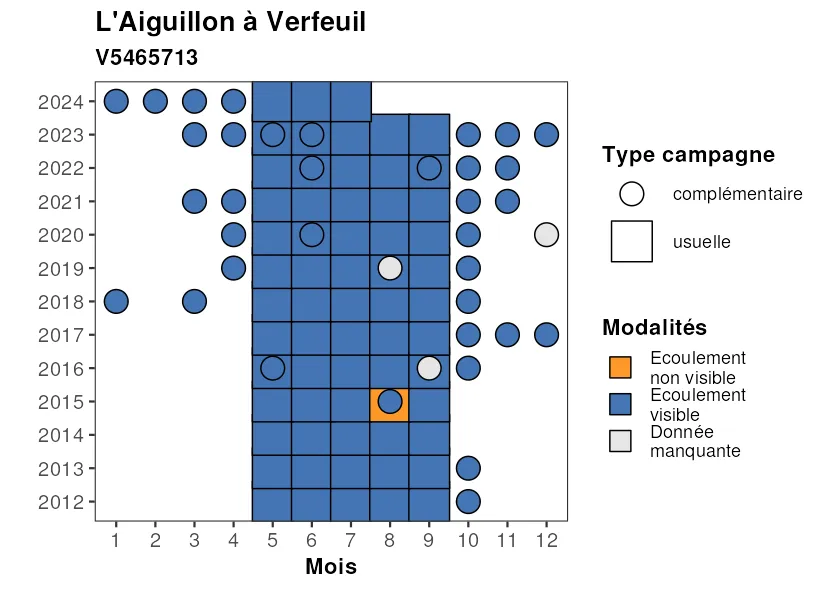 L'Aiguillon à Verfeuil
V5465713
2024
2023
2022
2021
2020
2019
2018
2017
2016
2015
2014
2013
2012
1 2 3 4 5 6 7 8 9 10 11 12
Mois
Type campagne
complémentaire
usuelle
Modalités
Ecoulement
non visible
Ecoulement
visible
Donnée
manquante